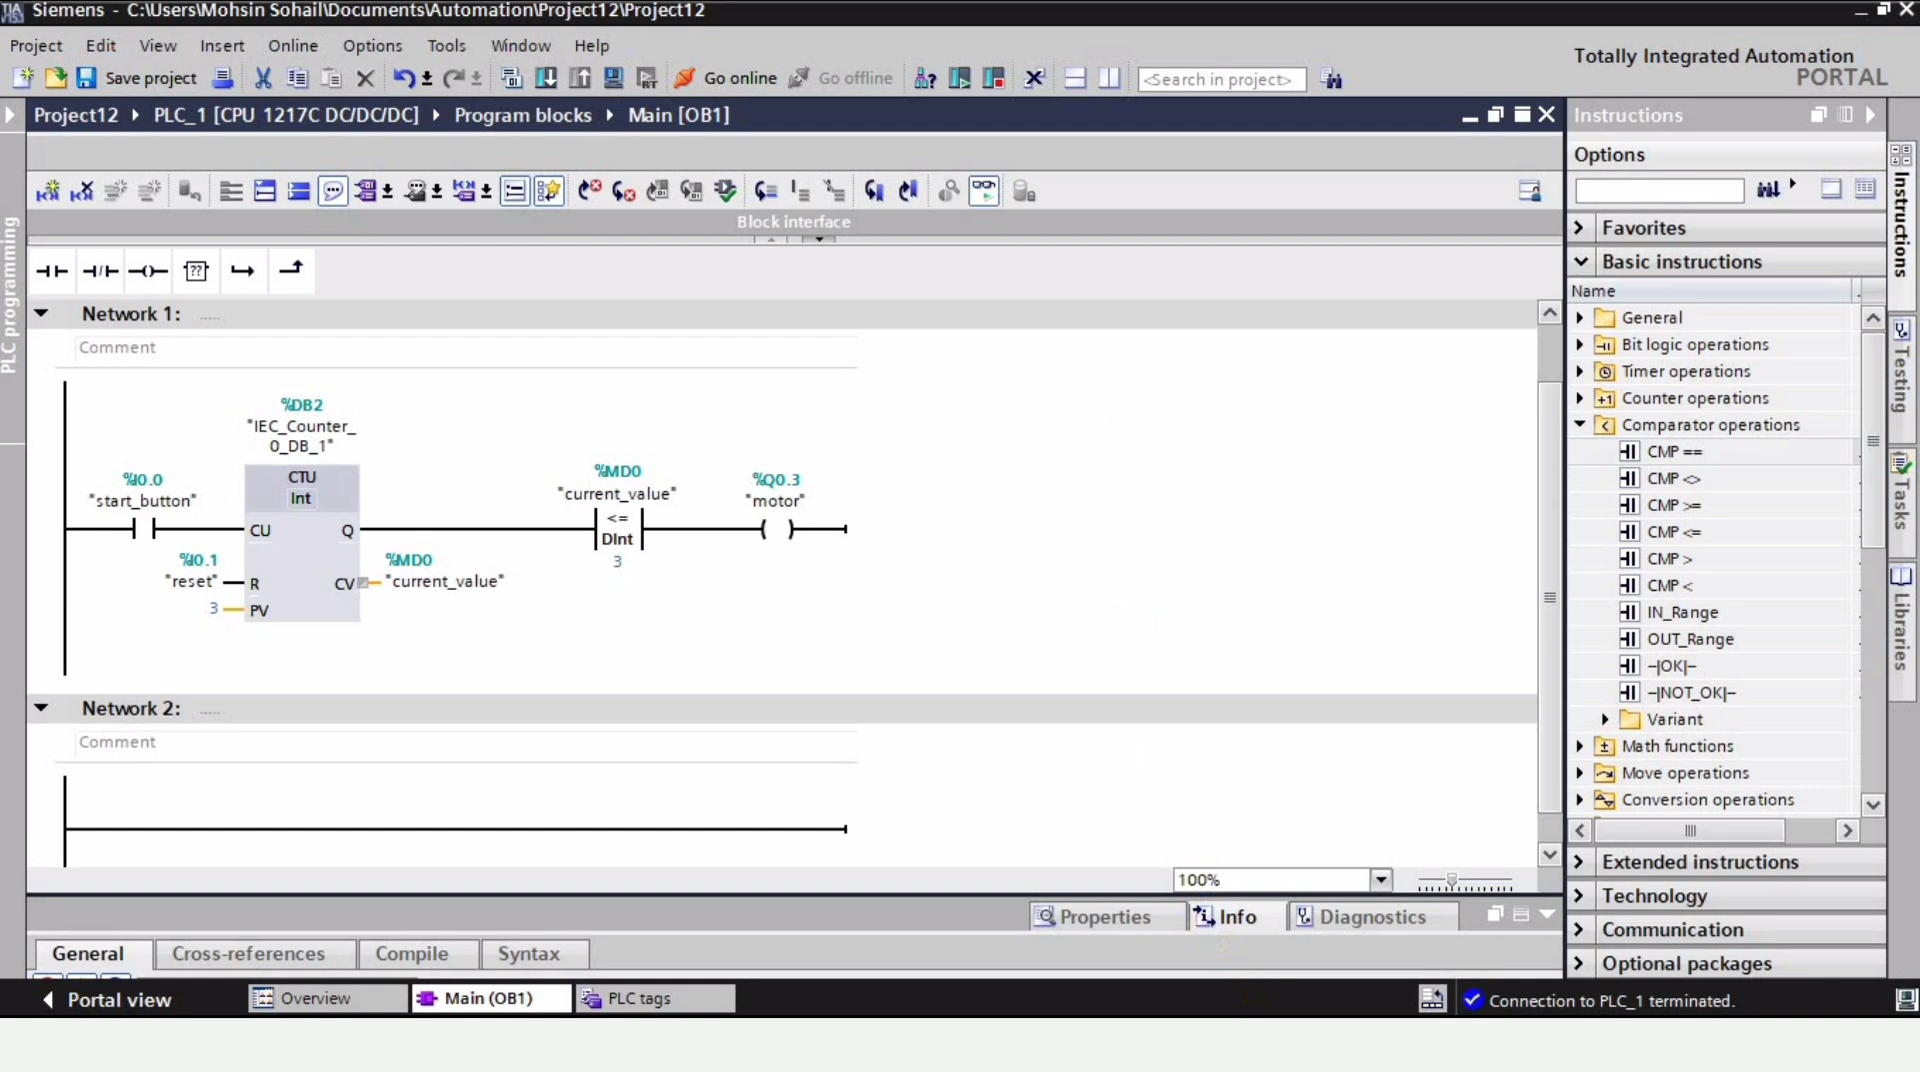 Siemens - C:\Users\Mohsin Sohail\Documents\Automation\Project12\Project12
Project Edit View Insert Online Options Tools Window Help
Totally Integrated Automation
PORTAL
Save project Go online Go offline <Search in project>
Project12 PLC_1 [CPU 1217C DC/DC/DC] Program blocks Main [OB1]
Instructions
Options
Block interface
PLC programming
??
Network 1: .....
Comment
%DB2
"IEC_Counter_
0_DB_1"
CTU
Int
%I0.0
"start_button"
CU Q
%I0.1
"reset" R
3 PV
CV
%MD0
"current_value"
%MD0
"current_value"
<=
DInt
3
%Q0.3
"motor"
Network 2: .....
Comment
100%
Properties Info Diagnostics
General Cross-references Compile Syntax
Favorites
Basic instructions
Name
General
Bit logic operations
Timer operations
Counter operations
Comparator operations
CMP ==
CMP <>
CMP >=
CMP <=
CMP >
CMP <
IN_Range
OUT_Range
-|OK|-
-|NOT_OK|-
Variant
Math functions
Move operations
Conversion operations
Extended instructions
Technology
Communication
Optional packages
Instructions
Testing
Tasks
Libraries
Portal view Overview Main (OB1) PLC tags
Connection to PLC_1 terminated.